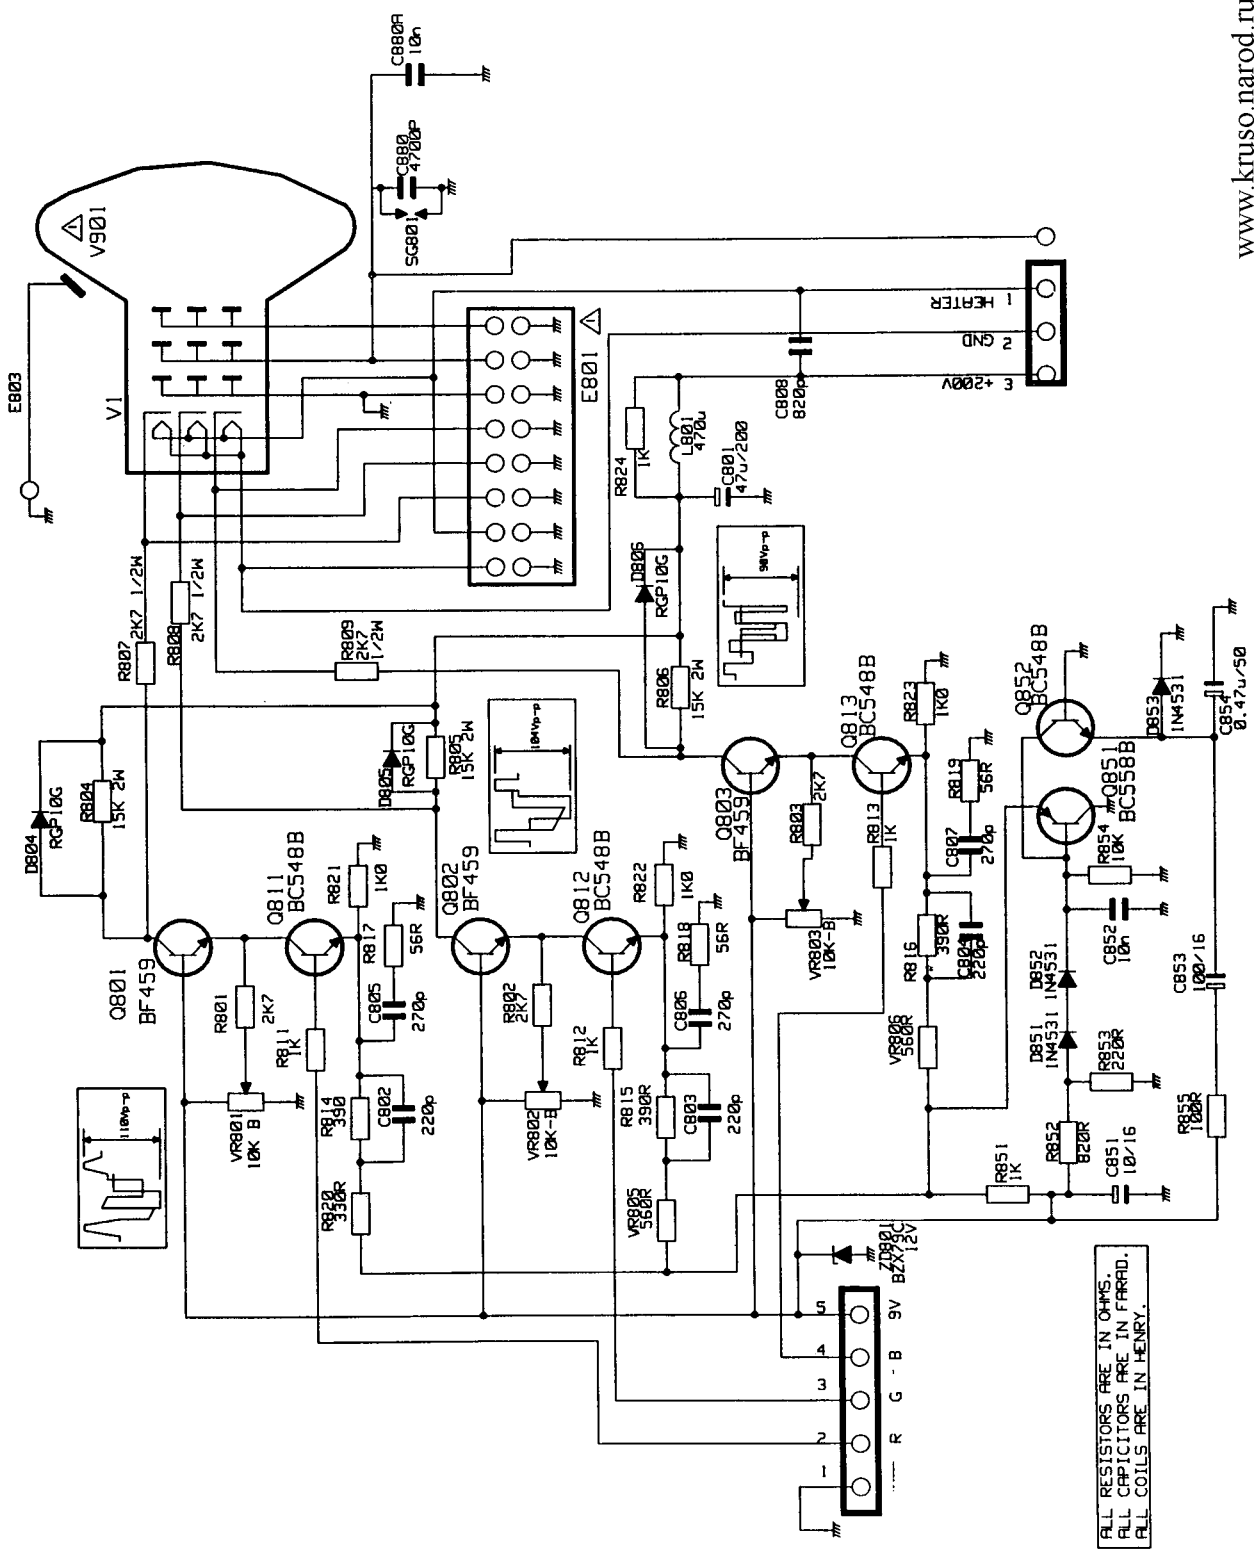 www.kruso.narod.ru
E803
V901
V1
C880A
10n
C880
4700P
SG801
E801
HEATER 1
GND 2
+200V 3
C808
820p
R824
1K
L801
470u
C801
47u/200
D806
RGP10G
90Vp-p
R807 2K7 1/2W
R808
2K7 1/2W
R809
2K7
1/2W
R806
15K 2W
D804
RGP10G
R804
15K 2W
D805
RGP10G
R805
15K 2W
104Vp-p
Q801
BF459
Q811
BC548B
R821
1K0
R817
56R
C805
270p
R801
2K7
R811
1K
VR801
10K B
R814
390
C802
220p
R820
330R
110Vp-p
Q802
BF459
Q812
BC548B
R822
1K0
R818
56R
C806
270p
R802
2K7
R812
1K
VR802
10K-B
R815
390R
C803
220p
VR805
560R
Q803
BF459
Q813
BC548B
R823
1K0
R803
2K7
R813
1K
R819
56R
C807
270p
VR803
10K-B
R816
390R
C804
220p
VR806
560R
Q852
BC548B
Q851
BC558B
D853
1N4531
C854
0.47u/50
R854
10K
C852
10n
D852
1N4531
D851
1N4531
R853
220R
C853
100/16
R855
100R
R852
820R
C851
10/16
R851
1K
ZD801
BZX79C
12V
5 9V
4 - B
3 G
2 R
1
ALL RESISTORS ARE IN OHMS.
ALL CAPICITORS ARE IN FARAD.
ALL COILS ARE IN HENRY.